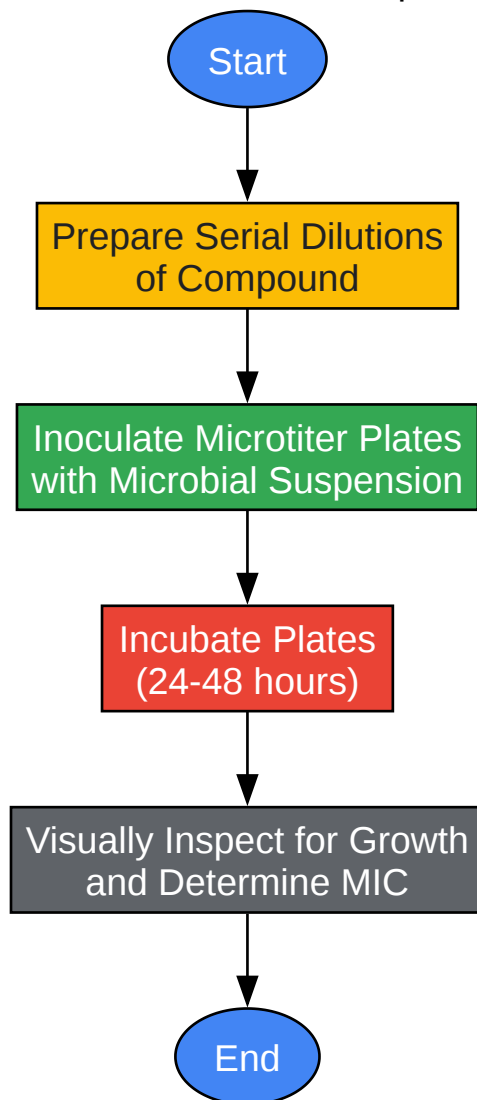 Start
Prepare Serial Dilutions
of Compound
Inoculate Microtiter Plates
with Microbial Suspension
Incubate Plates
(24-48 hours)
Visually Inspect for Growth
and Determine MIC
End